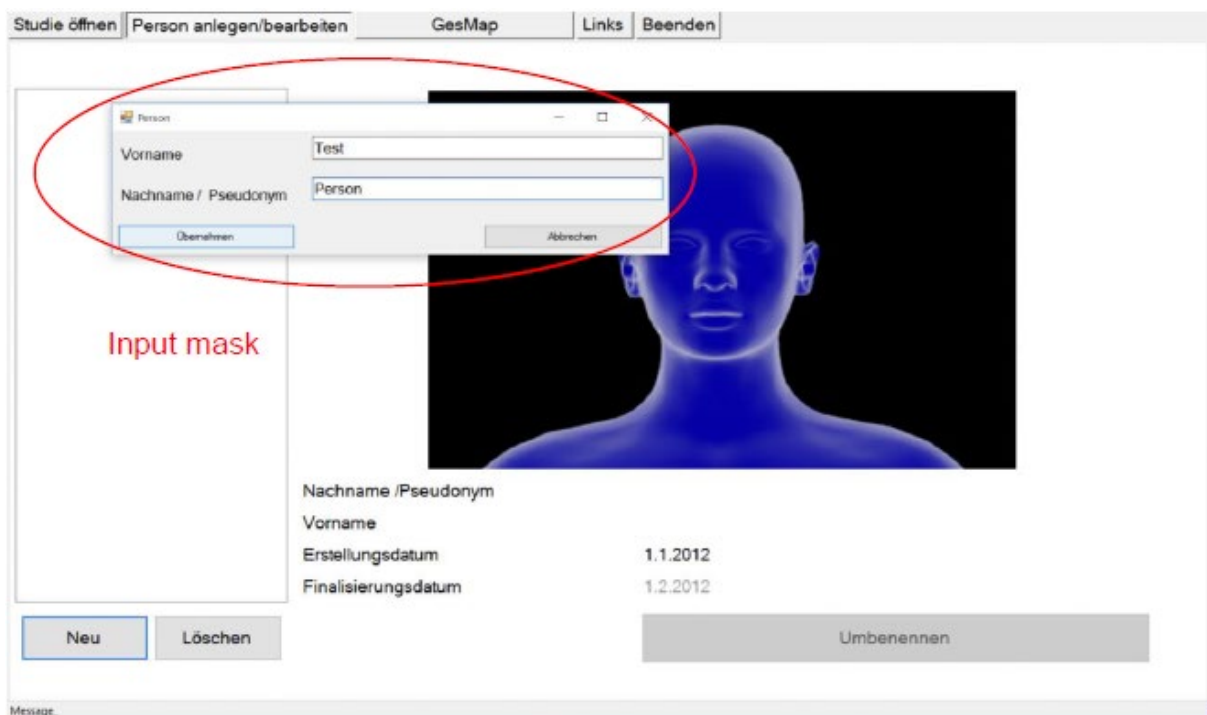 Studie öffnen Person anlegen/bearbeiten GesMap Links Beenden
Person
Vorname Test
Nachname / Pseudonym Person
Übernehmen Abbrechen
Input mask
Nachname /Pseudonym
Vorname
Erstellungsdatum 1.1.2012
Finalisierungsdatum 1.2.2012
Neu Löschen Umbenennen
Message